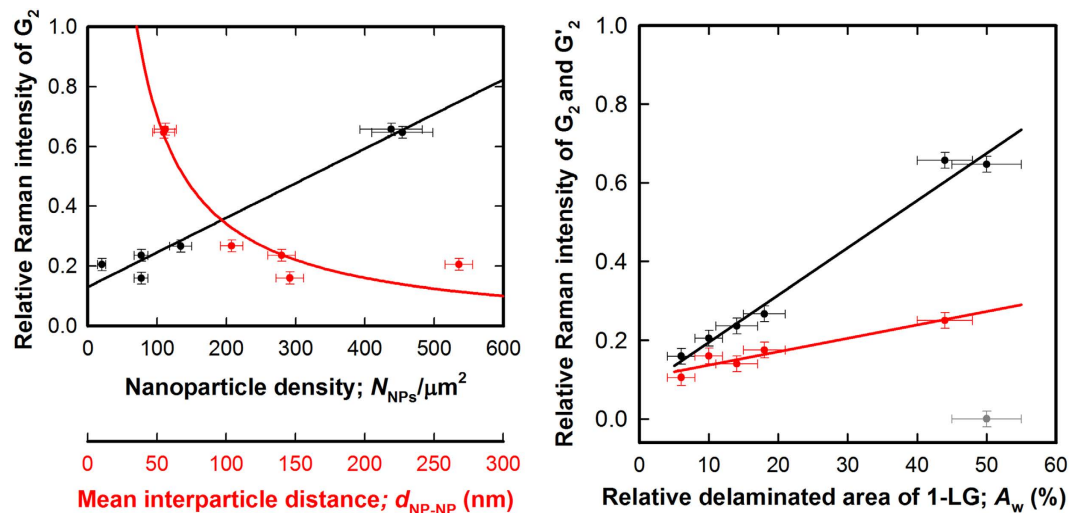 Relative Raman intensity of G₂
1.0
0.8
0.6
0.4
0.2
0.0
0 100 200 300 400 500 600
Nanoparticle density; N_NPs/μm²
0 50 100 150 200 250 300
Mean interparticle distance; d_NP-NP (nm)
Relative Raman intensity of G₂ and G'₂
1.0
0.8
0.6
0.4
0.2
0.0
0 10 20 30 40 50 60
Relative delaminated area of 1-LG; A_w (%)